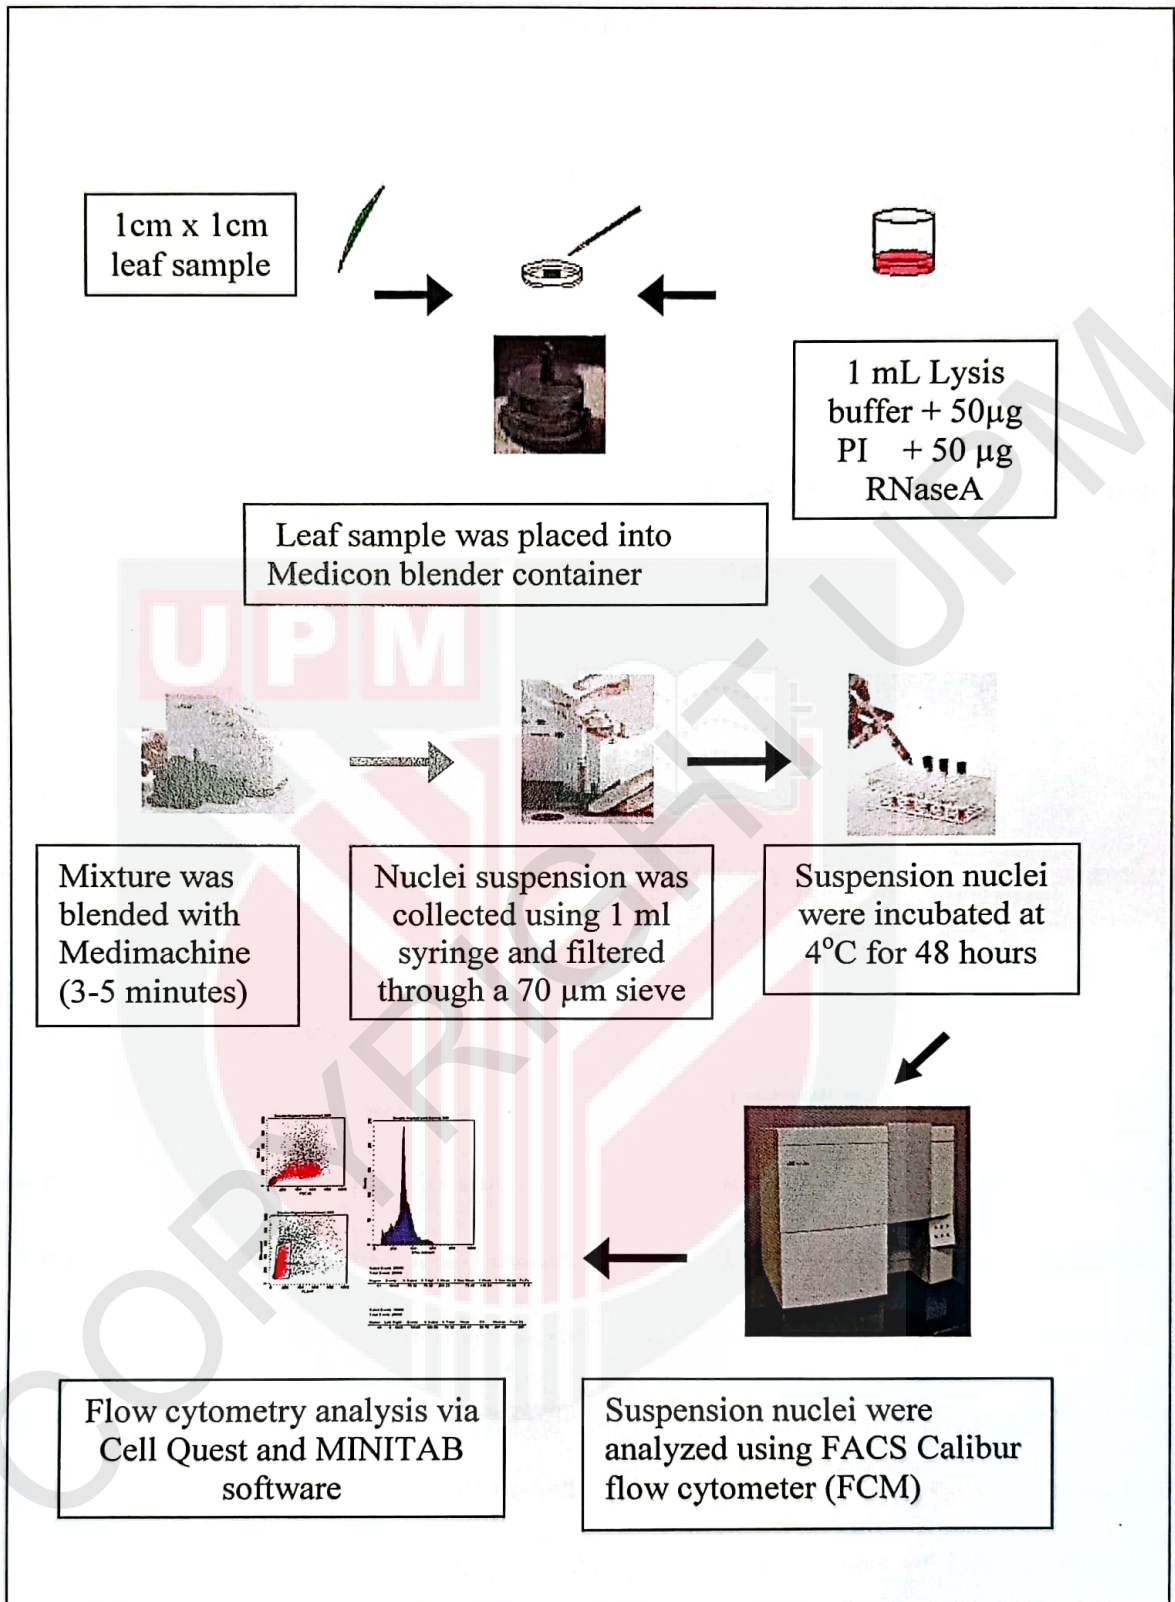 1cm x 1cm
leaf sample
1 mL Lysis
buffer + 50µg
PI + 50 µg
RNaseA
Leaf sample was placed into
Medicon blender container
UPM
Mixture was
blended with
Medimachine
(3-5 minutes)
Nuclei suspension was
collected using 1 ml
syringe and filtered
through a 70 µm sieve
Suspension nuclei
were incubated at
4°C for 48 hours
Flow cytometry analysis via
Cell Quest and MINITAB
software
Suspension nuclei were
analyzed using FACS Calibur
flow cytometer (FCM)
COPYRIGHT UPM